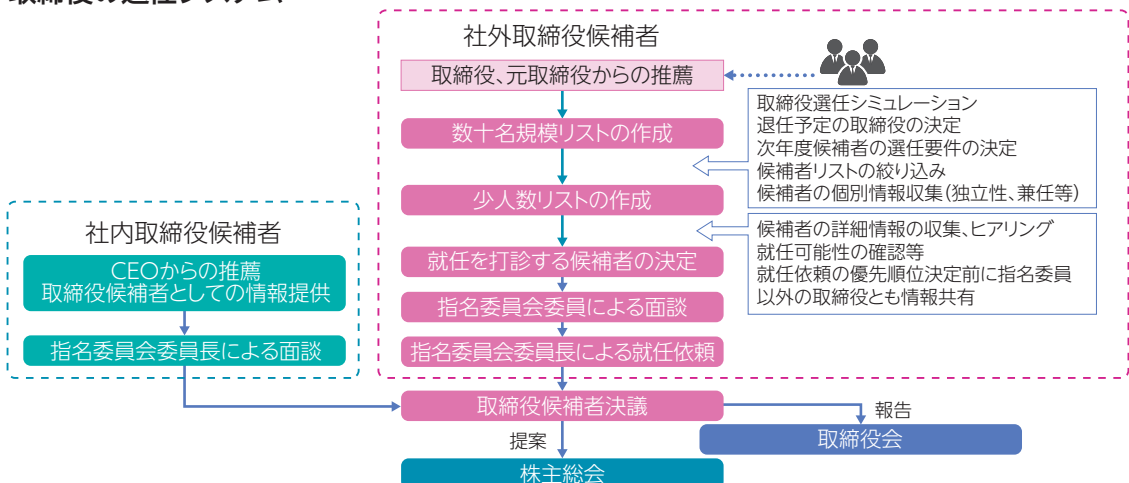 取締役の選任システム
社外取締役候補者
取締役、元取締役からの推薦
数十名規模リストの作成
取締役選任シミュレーション
退任予定の取締役の決定
次年度候補者の選任要件の決定
候補者リストの絞り込み
候補者の個別情報収集(独立性、兼任等)
少人数リストの作成
候補者の詳細情報の収集、ヒアリング
就任可能性の確認等
就任依頼の優先順位決定前に指名委員
以外の取締役とも情報共有
就任を打診する候補者の決定
指名委員会委員による面談
指名委員会委員長による就任依頼
社内取締役候補者
CEOからの推薦
取締役候補者としての情報提供
指名委員会委員長による面談
取締役候補者決議
報告
取締役会
提案
株主総会